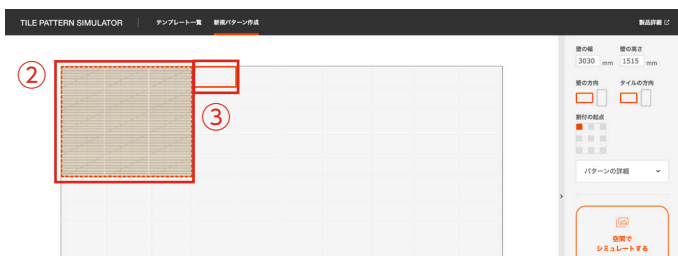 TILE PATTERN SIMULATOR
テンプレート一覧
新規パターン作成
製品詳細
②
③
壁の幅 壁の高さ
3030 mm 1515 mm
壁の方向 タイルの方向
割付の起点
パターンの詳細
空間で
シミュレートする